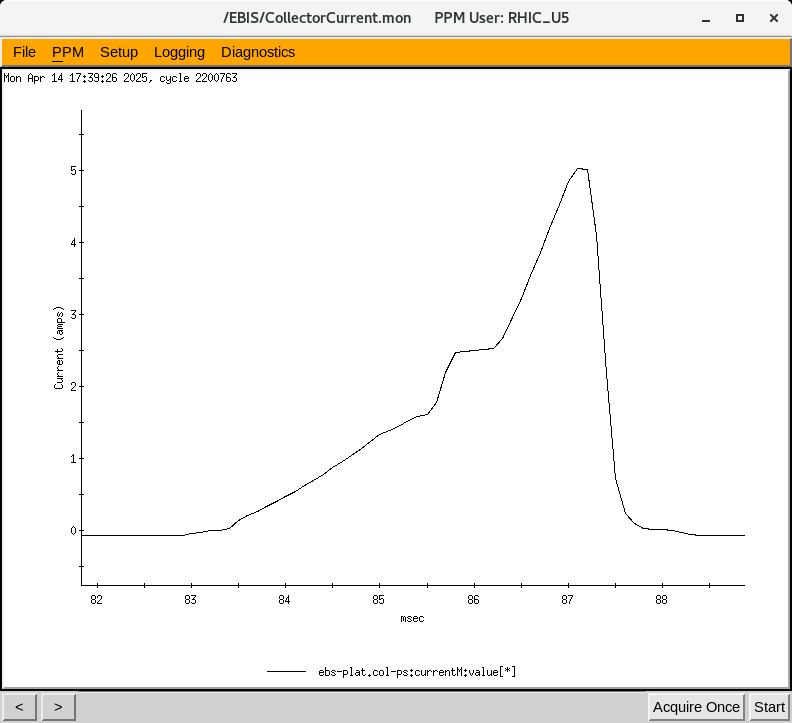 /EBIS/CollectorCurrent.mon PPM User: RHIC_U5
File PPM Setup Logging Diagnostics
Mon Apr 14 17:39:26 2025, cycle 2200763
5
4
3
2
1
0
Current (amps)
82 83 84 85 86 87 88
msec
ebs-plat.col-ps:currentM:value[*]
< > Acquire Once Start